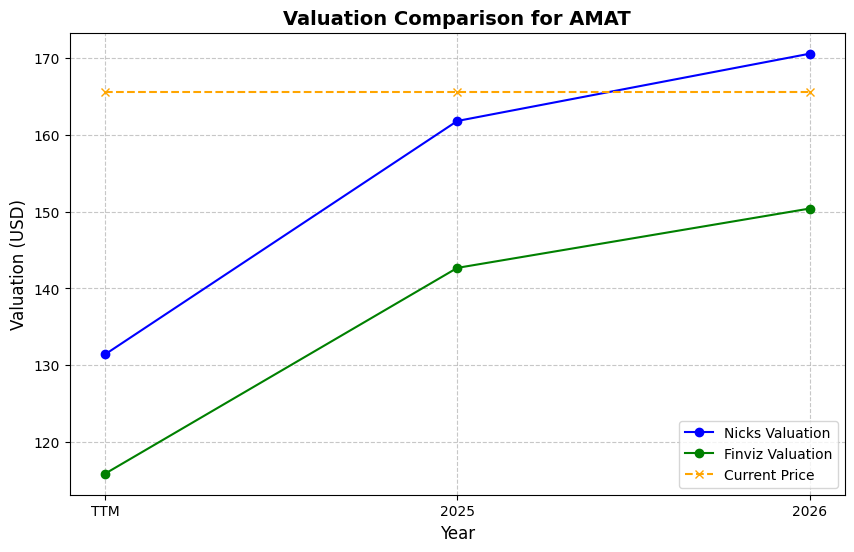 Valuation Comparison for AMAT
Valuation (USD)
170
160
150
140
130
120
TTM
2025
2026
Year
Nicks Valuation
Finviz Valuation
Current Price